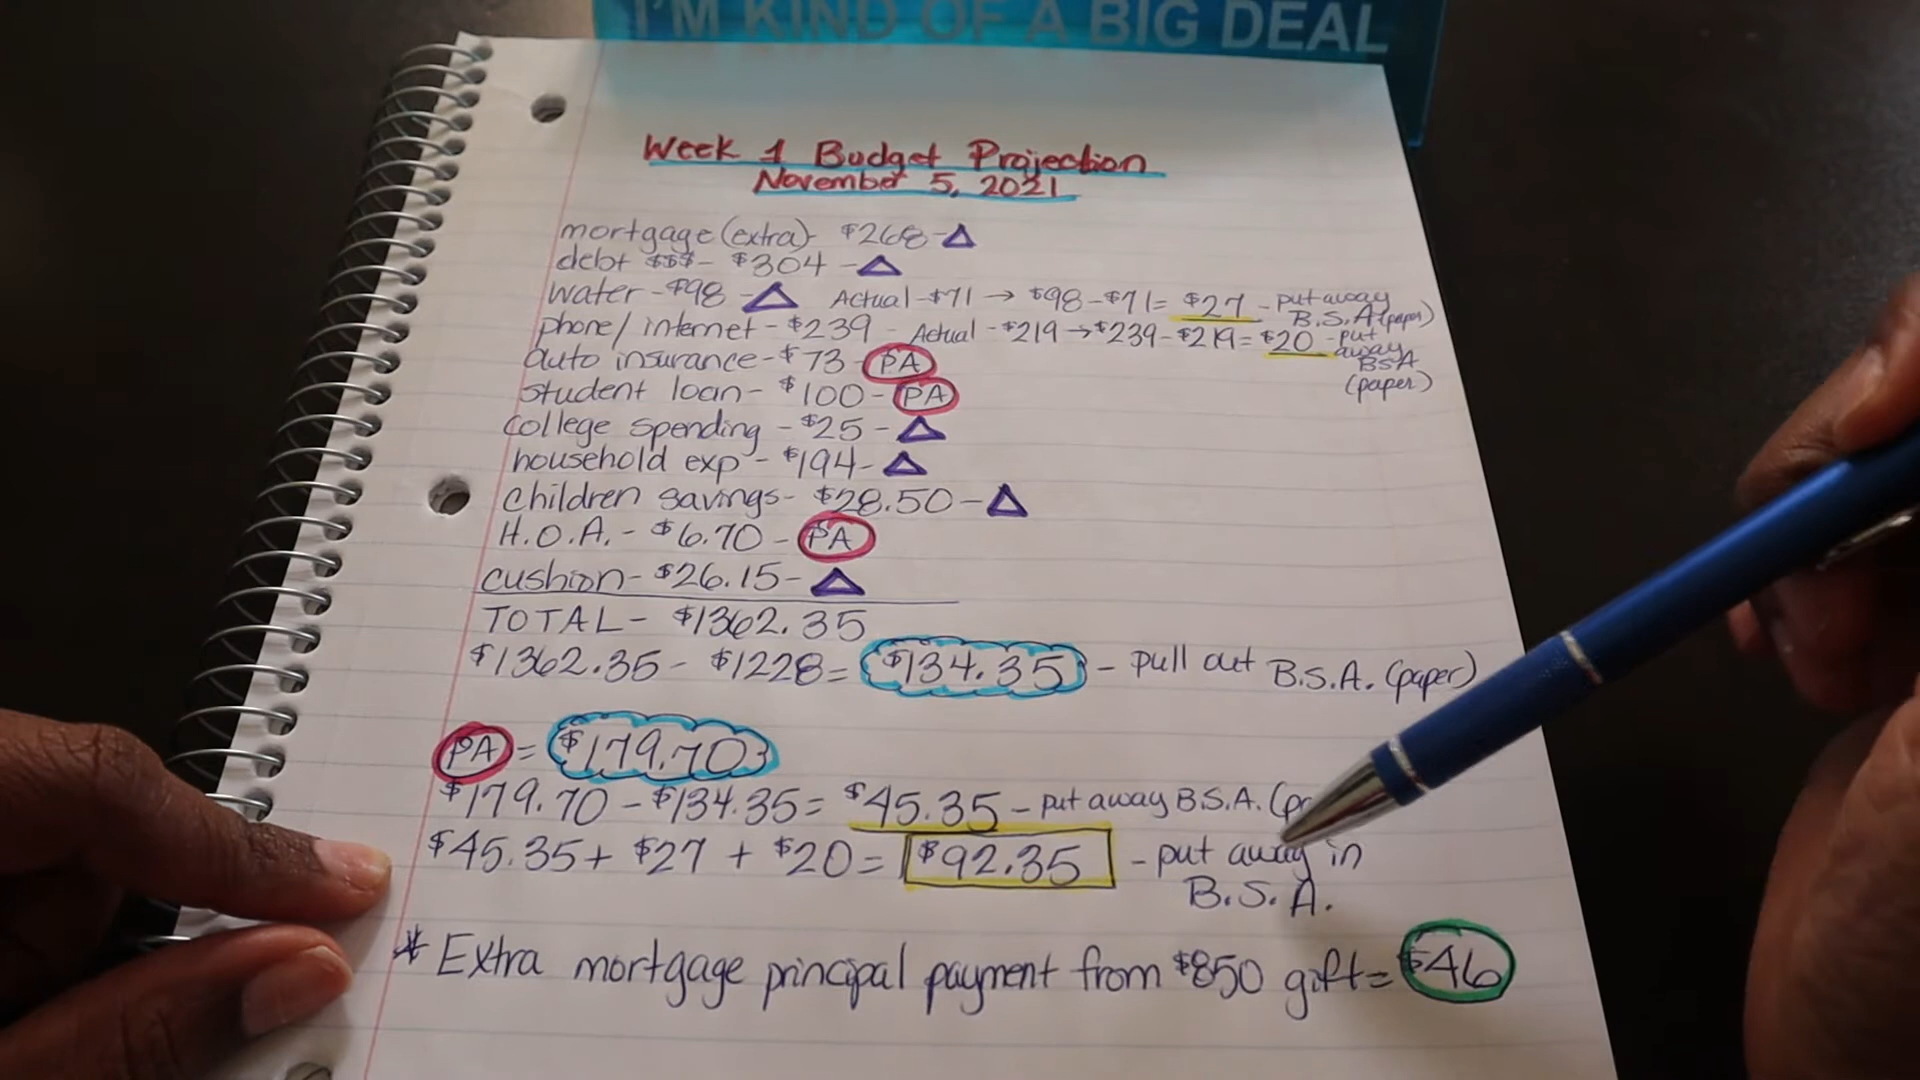 I'M KIND OF A BIG DEAL
Week 1 Budget Projection
November 5, 2021
mortgage (extra)- $268-△
debt $$$- $304 -△
water-$98 -△ Actual-$71 → $98-$71= $27 - put away
B.S.A (paper)
phone/internet-$239 - Actual -$219 →$239-$219= $20 -put
away
BSA
(paper)
auto insurance-$73-PA
student loan- $100-PA
college spending -$25-△
household exp -$194-△
children savings- $28.50-△
H.O.A.- $6.70-PA
cushion-$26.15-△
TOTAL- $1362.35
$1362.35 - $1228= $134.35 - pull out B.S.A. (paper)
PA = $179.70
$179.70 -$134.35= $45.35-put away B.S.A.
$45.35+ $27 + $20= $92.35 - put away in
B.S.A.
* Extra mortgage principal payment from $850 gift= $46